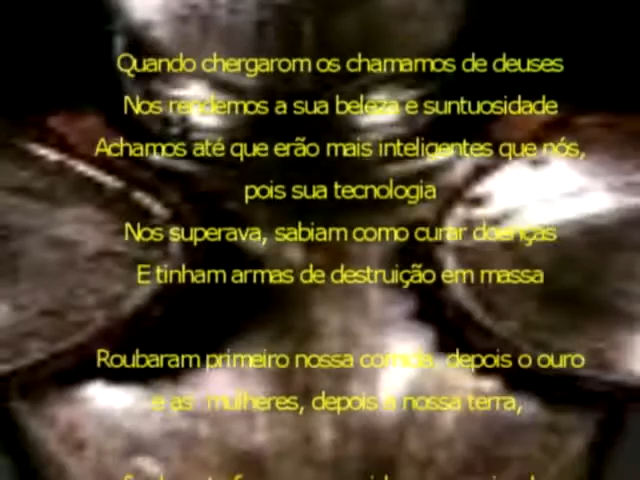 Quando chergarom os chamamos de deuses
Nos rendemos a sua beleza e suntuosidade
Achamos até que erão mais inteligentes que nós,
pois sua tecnologia
Nos superava, sabiam como curar doenças
E tinham armas de destruição em massa
Roubaram primeiro nossa comida, depois o ouro
e as mulheres, depois a nossa terra,